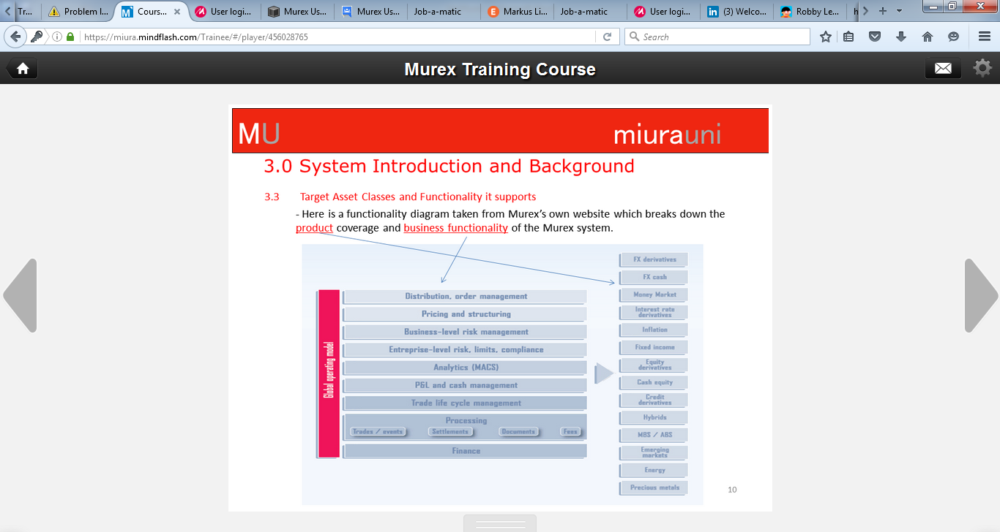 Tr...
Problem I...
Cours...
User logi...
Murex Us...
Murex Us...
Job-a-matic
Markus Li...
Job-a-matic
User logi...
(3) Welco...
Robby Le...
https://miura.mindflash.com/Trainee/#/player/456028765
Search
Murex Training Course
MU
miurauni
3.0 System Introduction and Background
3.3 Target Asset Classes and Functionality it supports
- Here is a functionality diagram taken from Murex's own website which breaks down the
product coverage and business functionality of the Murex system.
Global operating model
Distribution, order management
Pricing and structuring
Business-level risk management
Entreprise-level risk, limits, compliance
Analytics (MACS)
P&L and cash management
Trade life cycle management
Processing
Trades / events
Settlements
Documents
Fees
Finance
FX derivatives
FX cash
Money Market
Interest rate
derivatives
Inflation
Fixed income
Equity
derivatives
Cash equity
Credit
derivatives
Hybrids
MBS / ABS
Emerging
markets
Energy
Precious metals
10